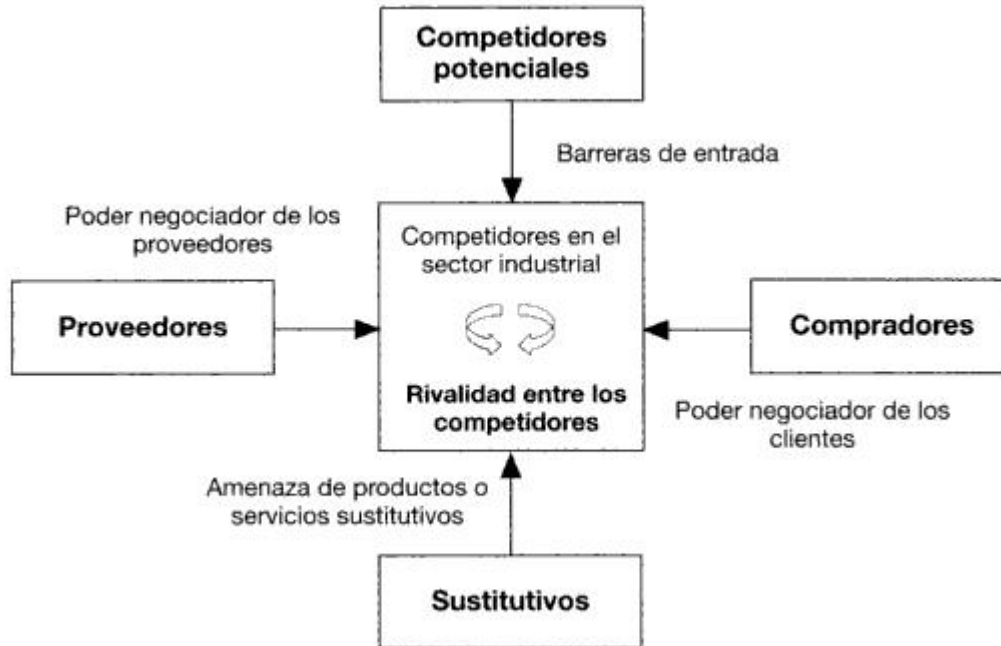 Competidores
potenciales
Barreras de entrada
Poder negociador de los
proveedores
Competidores en el
sector industrial
Proveedores
Compradores
Rivalidad entre los
competidores
Poder negociador de los
clientes
Amenaza de productos o
servicios sustitutivos
Sustitutivos